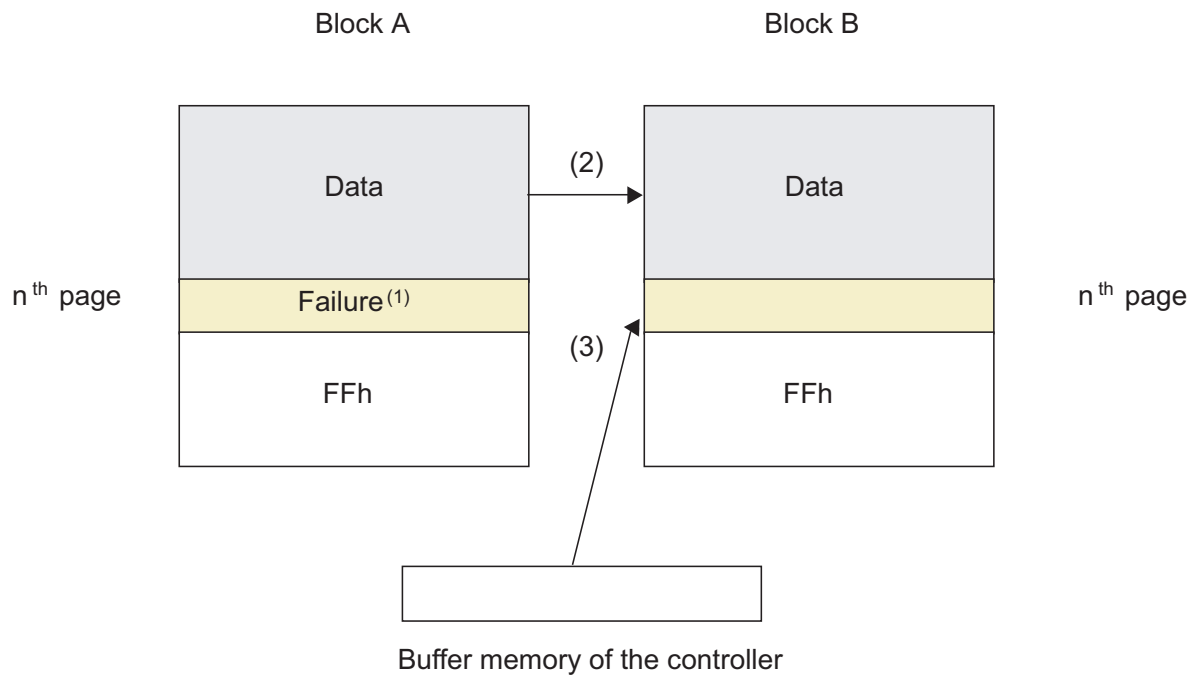 Block A
Block B
Data
(2)
Data
n th page
Failure (1)
n th page
(3)
FFh
FFh
Buffer memory of the controller